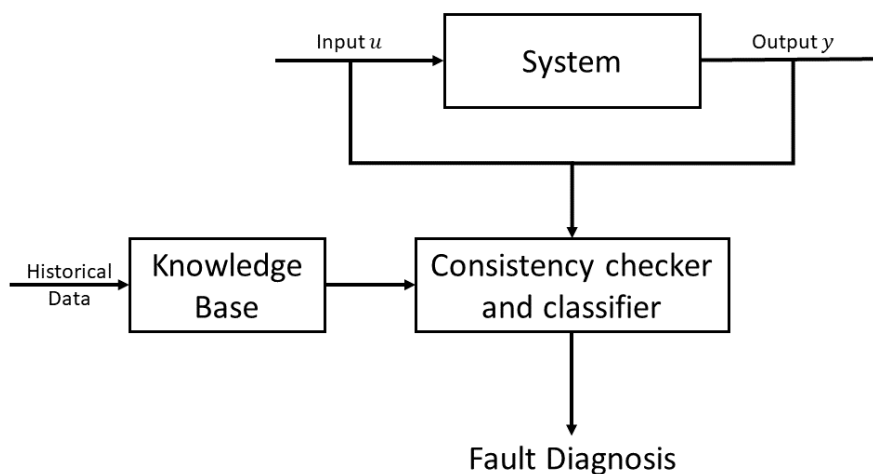 Input u
System
Output y
Historical
Data
Knowledge
Base
Consistency checker
and classifier
Fault Diagnosis